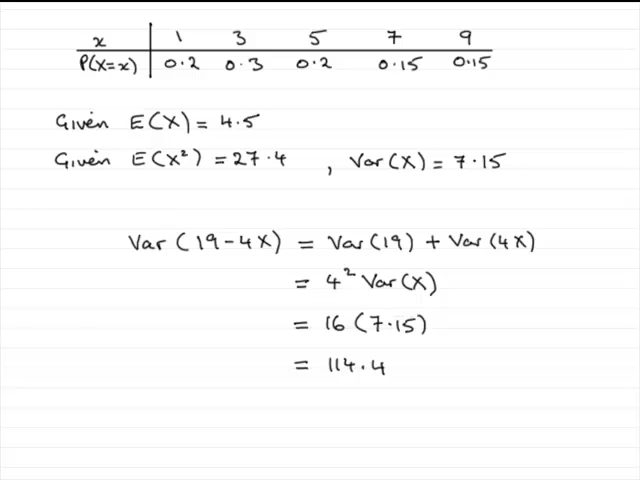 x 1 3 5 7 9
P(X=x) 0.2 0.3 0.2 0.15 0.15
Given E(X) = 4.5
Given E(X²) = 27.4 , Var(X) = 7.15
Var(19-4X) = Var(19) + Var(4X)
= 4² Var(X)
= 16(7.15)
= 114.4